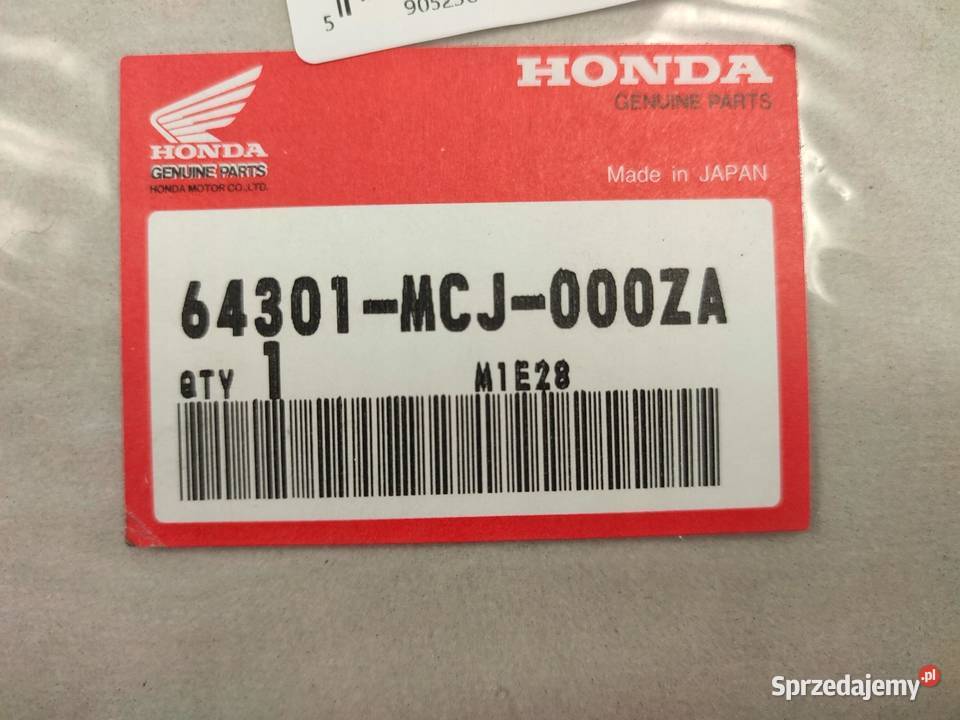 HONDA
GENUINE PARTS
HONDA MOTOR CO.,LTD.
HONDA
GENUINE PARTS
Made in JAPAN
64301-MCJ-000ZA
QTY 1 M1E28
Sprzedajemy.pl